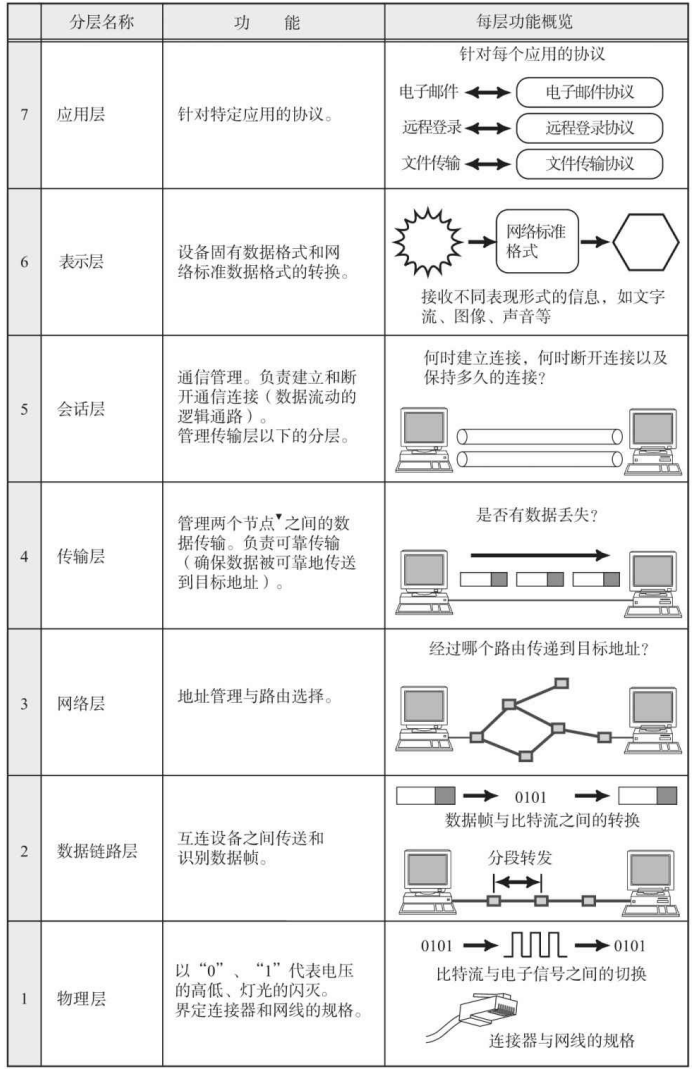 分层名称
功 能
每层功能概览
7
应用层
针对特定应用的协议。
针对每个应用的协议
电子邮件
电子邮件协议
远程登录
远程登录协议
文件传输
文件传输协议
6
表示层
设备固有数据格式和网
络标准数据格式的转换。
网络标准
格式
接收不同表现形式的信息，如文字
流、图像、声音等
5
会话层
通信管理。负责建立和断
开通信连接（数据流动的
逻辑通路）。
管理传输层以下的分层。
何时建立连接，何时断开连接以及
保持多久的连接？
4
传输层
管理两个节点▼之间的数
据传输。负责可靠传输
（确保数据被可靠地传送
到目标地址）。
是否有数据丢失？
3
网络层
地址管理与路由选择。
经过哪个路由传递到目标地址？
2
数据链路层
互连设备之间传送和
识别数据帧。
0101
数据帧与比特流之间的转换
分段转发
1
物理层
以“0”、“1”代表电压
的高低、灯光的闪灭。
界定连接器和网线的规格。
0101
0101
比特流与电子信号之间的切换
连接器与网线的规格